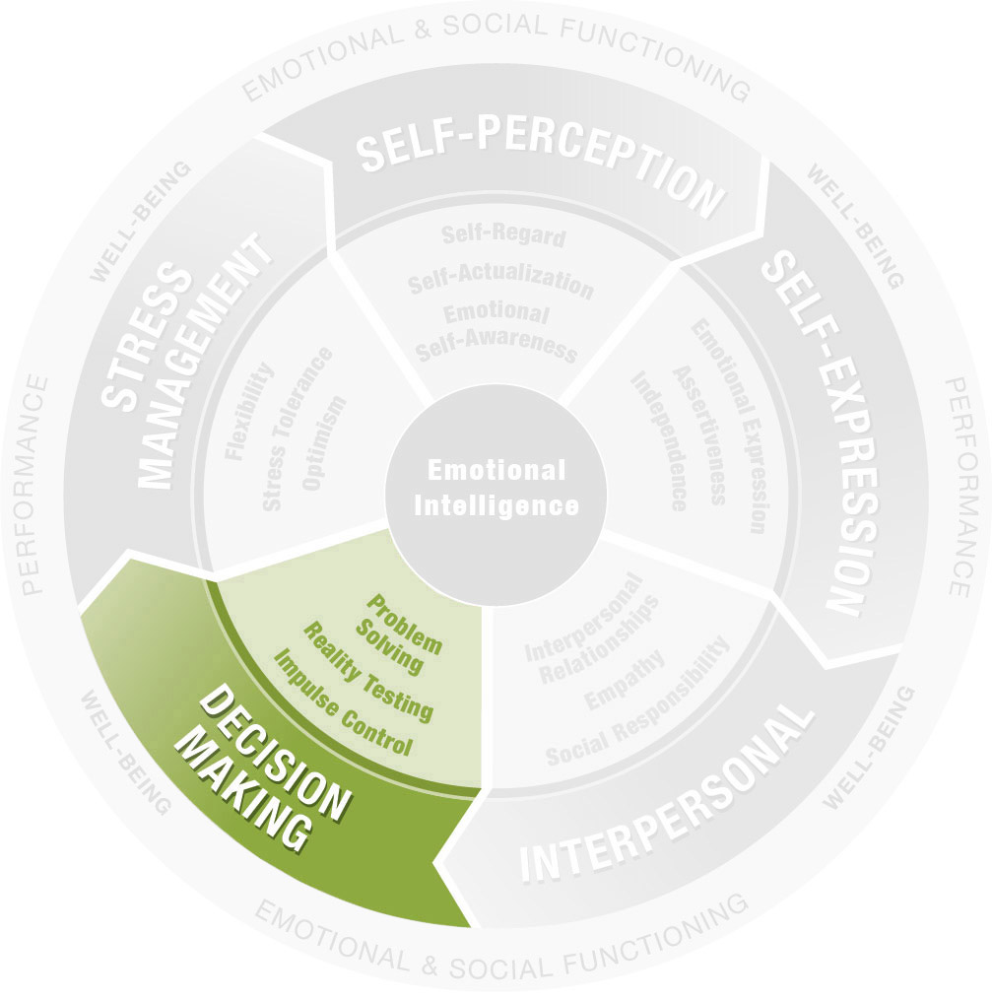 EMOTIONAL & SOCIAL FUNCTIONING
WELL-BEING
WELL-BEING
PERFORMANCE
PERFORMANCE
WELL-BEING
WELL-BEING
EMOTIONAL & SOCIAL FUNCTIONING
SELF-PERCEPTION
Self-Regard
Self-Actualization
Emotional
Self-Awareness
SELF-EXPRESSION
Emotional Expression
Assertiveness
Independence
INTERPERSONAL
Interpersonal
Relationships
Empathy
Social Responsibility
DECISION
MAKING
Problem
Solving
Reality Testing
Impulse Control
STRESS
MANAGEMENT
Flexibility
Stress Tolerance
Optimism
Emotional
Intelligence